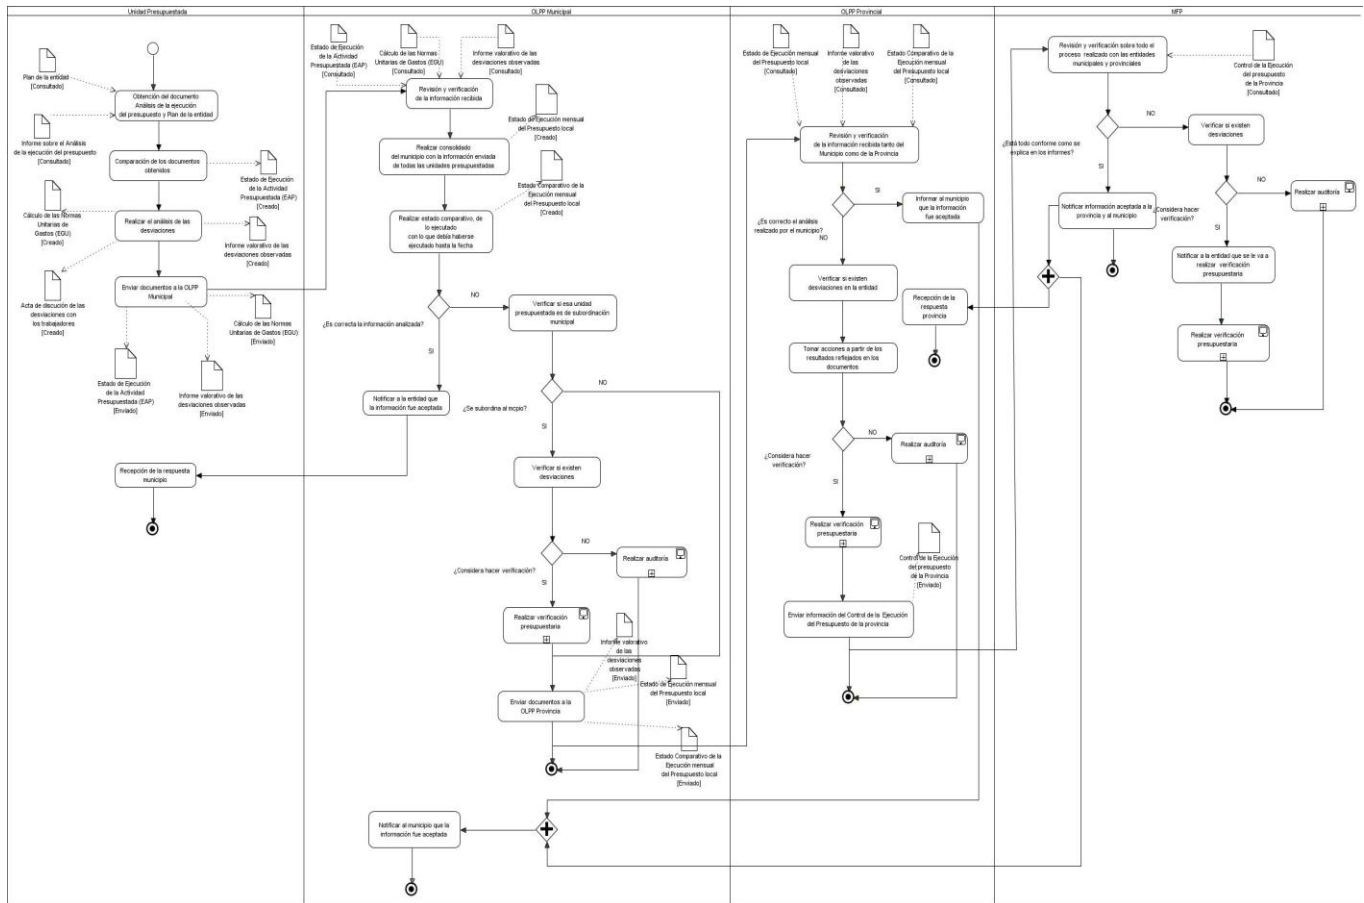 Unidad Presupuestada
Plan de la entidad
[Consultado]
Obtención del documento
Análisis de la ejecución
del presupuesto y Plan de la entidad
Informe sobre el Análisis
de la ejecución del presupuesto
[Consultado]
Comparación de los documentos
obtenidos
Estado de Ejecución
de la Actividad
Presupuestada (EAP)
[Creado]
Cálculo de las Normas
Unitarias de
Gastos (EGU)
[Creado]
Realizar el análisis de las
desviaciones
Informe valorativo de las
desviaciones observadas
[Creado]
Enviar documentos a la OLPP
Municipal
Acta de discución de las
desviaciones con
los trabajadores
[Creado]
Cálculo de las Normas
Unitarias de Gastos (EGU)
[Enviado]
Estado de Ejecución
de la Actividad
Presupuestada (EAP)
[Enviado]
Informe valorativo de las
desviaciones observadas
[Enviado]
Recepción de la respuesta
municipio
OLPP Municipal
Estado de Ejecución
de la Actividad
Presupuestada (EAP)
[Consultado]
Cálculo de las Normas
Unitarias de Gastos (EGU)
[Consultado]
Informe valorativo de las
desviaciones observadas
[Consultado]
Revisión y verificación
de la información recibida
Estado de Ejecución mensual
del Presupuesto local
[Creado]
Realizar consolidado
del municipio con la información enviada
de todas las unidades presupuestadas
Estado Comparativo de la
Ejecución mensual
del Presupuesto local
[Creado]
Realizar estado comparativo, de
lo ejecutado
con lo que debía haberse
ejecutado hasta la fecha
NO
¿Es correcta la información analizada?
SI
Verificar si esa unidad
presupuestada es de subordinación
municipal
Notificar a la entidad que
la información fue aceptada
NO
¿Se subordina al mcpio?
SI
Verificar si existen
desviaciones
NO
¿Considera hacer verificación?
SI
Realizar auditoría
Realizar verificación
presupuestaria
Informe valorativo
de las
desviaciones
observadas
[Enviado]
Estado de Ejecución mensual
del Presupuesto local
[Enviado]
Enviar documentos a la
OLPP Provincia
Estado Comparativo de la
Ejecución mensual
del Presupuesto local
[Enviado]
Notificar al municipio que la
información fue aceptada
OLPP Provincial
Estado de Ejecución mensual
del Presupuesto local
[Consultado]
Informe valorativo
de las
desviaciones
observadas
[Consultado]
Estado Comparativo de la
Ejecución mensual
del Presupuesto local
[Consultado]
Revisión y verificación
de la información recibida tanto del
Municipio como de la Provincia
SI
Informar al municipio
que la información
fue aceptada
¿Es correcto el análisis
realizado por el municipio?
NO
Verificar si existen
desviaciones en la entidad
Recepción de la
respuesta
provincia
Tomar acciones a partir de los
resultados reflejados en los
documentos
NO
Realizar auditoría
¿Considera hacer
verificación?
SI
Realizar verificación
presupuestaria
Control de la Ejecución
del presupuesto
de la Provincia
[Enviado]
Enviar información del Control de la Ejecución
del Presupuesto de la provincia
MFP
Revisión y verificación sobre todo el
proceso realizado con las entidades
municipales y provinciales
Control de la Ejecución
del presupuesto
de la Provincia
[Consultado]
NO
Verificar si existen
desviaciones
¿Está todo conforme como se
explica en los informes?
SI
NO
Realizar auditoría
Notificar información aceptada a la
provincia y al municipio
¿Considera hacer
verificación?
SI
Notificar a la entidad que se le va a
realizar verificación
presupuestaria
Realizar verificación
presupuestaria